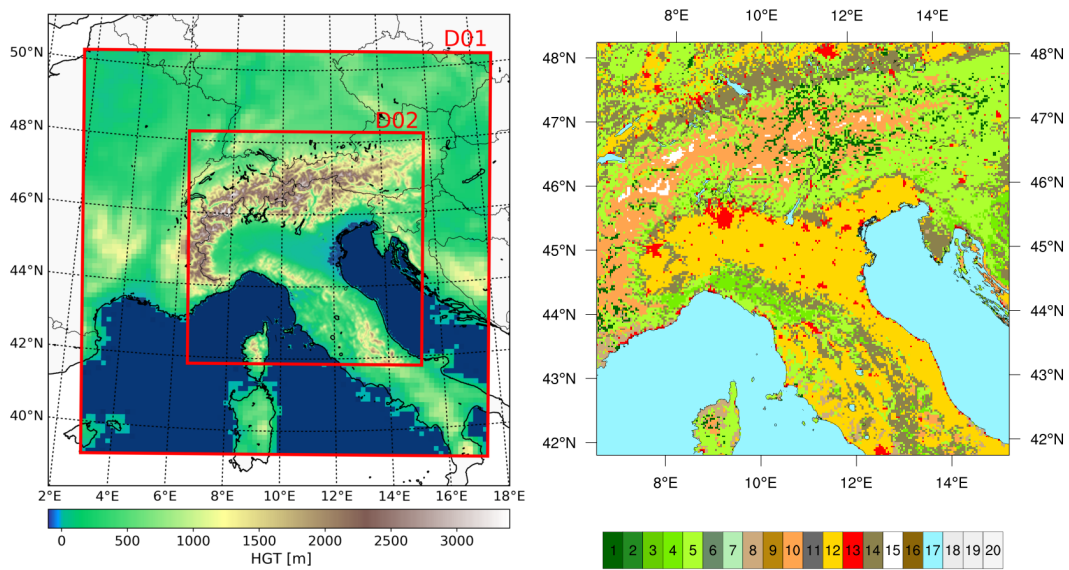 D01
D02
50°N
48°N
46°N
44°N
42°N
40°N
2°E 4°E 6°E 8°E 10°E 12°E 14°E 16°E 18°E
0 500 1000 1500 2000 2500 3000
HGT [m]
8°E 10°E 12°E 14°E
48°N 48°N
47°N 47°N
46°N 46°N
45°N 45°N
44°N 44°N
43°N 43°N
42°N 42°N
8°E 10°E 12°E 14°E
1 2 3 4 5 6 7 8 9 10 11 12 13 14 15 16 17 18 19 20